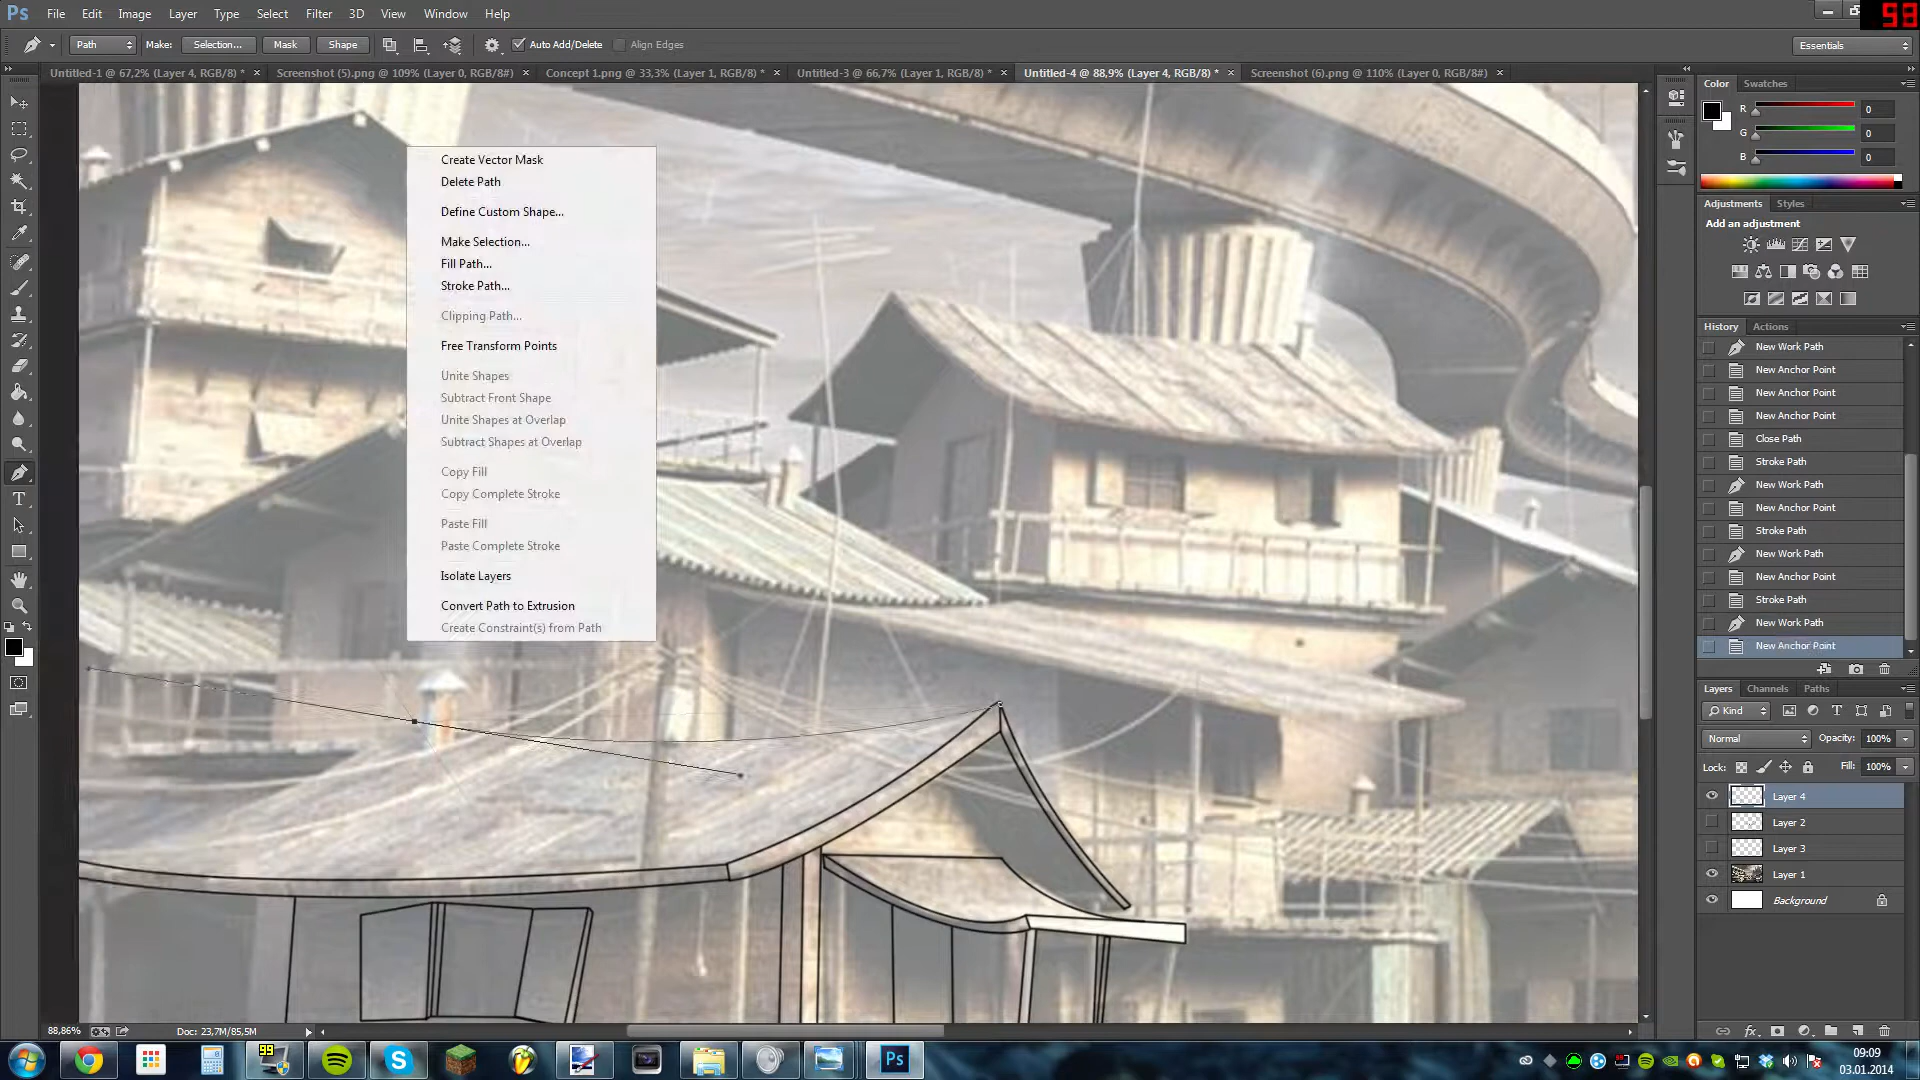 Ps File Edit Image Layer Type Select Filter 3D View Window Help
99
Path Make: Selection... Mask Shape Auto Add/Delete Align Edges Essentials
Untitled-1 @ 67,2% (Layer 4, RGB/8) * × Screenshot (5).png @ 109% (Layer 0, RGB/8#) × Concept 1.png @ 33,3% (Layer 1, RGB/8) * × Untitled-3 @ 66,7% (Layer 1, RGB/8) * × Untitled-4 @ 88,9% (Layer 4, RGB/8) * × Screenshot (6).png @ 110% (Layer 0, RGB/8#) ×
Create Vector Mask
Delete Path
Define Custom Shape...
Make Selection...
Fill Path...
Stroke Path...
Clipping Path...
Free Transform Points
Unite Shapes
Subtract Front Shape
Unite Shapes at Overlap
Subtract Shapes at Overlap
Copy Fill
Copy Complete Stroke
Paste Fill
Paste Complete Stroke
Isolate Layers
Convert Path to Extrusion
Create Constraint(s) from Path
Color Swatches
R 0
G 0
B 0
Adjustments Styles
Add an adjustment
History Actions
New Work Path
New Anchor Point
New Anchor Point
New Anchor Point
Close Path
Stroke Path
New Work Path
New Anchor Point
Stroke Path
New Work Path
New Anchor Point
Stroke Path
New Work Path
New Anchor Point
Layers Channels Paths
Kind
Normal Opacity: 100%
Lock: Fill: 100%
Layer 4
Layer 2
Layer 3
Layer 1
Background
88,86% Doc: 23,7M/85,5M
99
Ps
09:09
03.01.2014